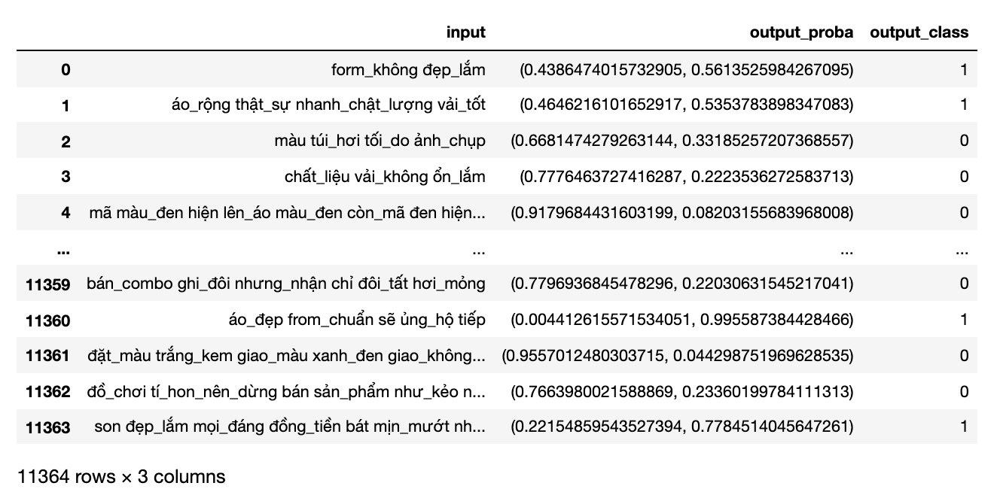 input output_proba output_class
0 form_không đẹp_lắm (0.4386474015732905, 0.5613525984267095) 1
1 áo_rộng thật_sự nhanh_chật_lượng vải_tốt (0.4646216101652917, 0.5353783898347083) 1
2 màu túi_hơi tối_do ảnh_chụp (0.6681474279263144, 0.33185257207368557) 0
3 chất_liệu vải_không ổn_lắm (0.7776463727416287, 0.2223536272583713) 0
4 mã màu_đen hiện lên_áo màu_đen còn_mã đen hiện... (0.9179684431603199, 0.08203155683968008) 0
... ... ... ...
11359 bán_combo ghi_đôi nhưng_nhận chỉ đôi_tất hơi_mỏng (0.7796936845478296, 0.22030631545217041) 0
11360 áo_đẹp from_chuẩn sẽ ủng_hộ tiếp (0.004412615571534051, 0.995587384428466) 1
11361 đặt_màu trắng_kem giao_màu xanh_đen giao_không... (0.9557012480303715, 0.044298751969628535) 0
11362 đồ_chơi tí_hon_nên_dừng bán sản_phẩm như_kẻo n... (0.7663980021588869, 0.23360199784111313) 0
11363 son đẹp_lắm mọi_đáng đồng_tiền bát mịn_mướt nh... (0.22154859543527394, 0.7784514045647261) 1
11364 rows × 3 columns